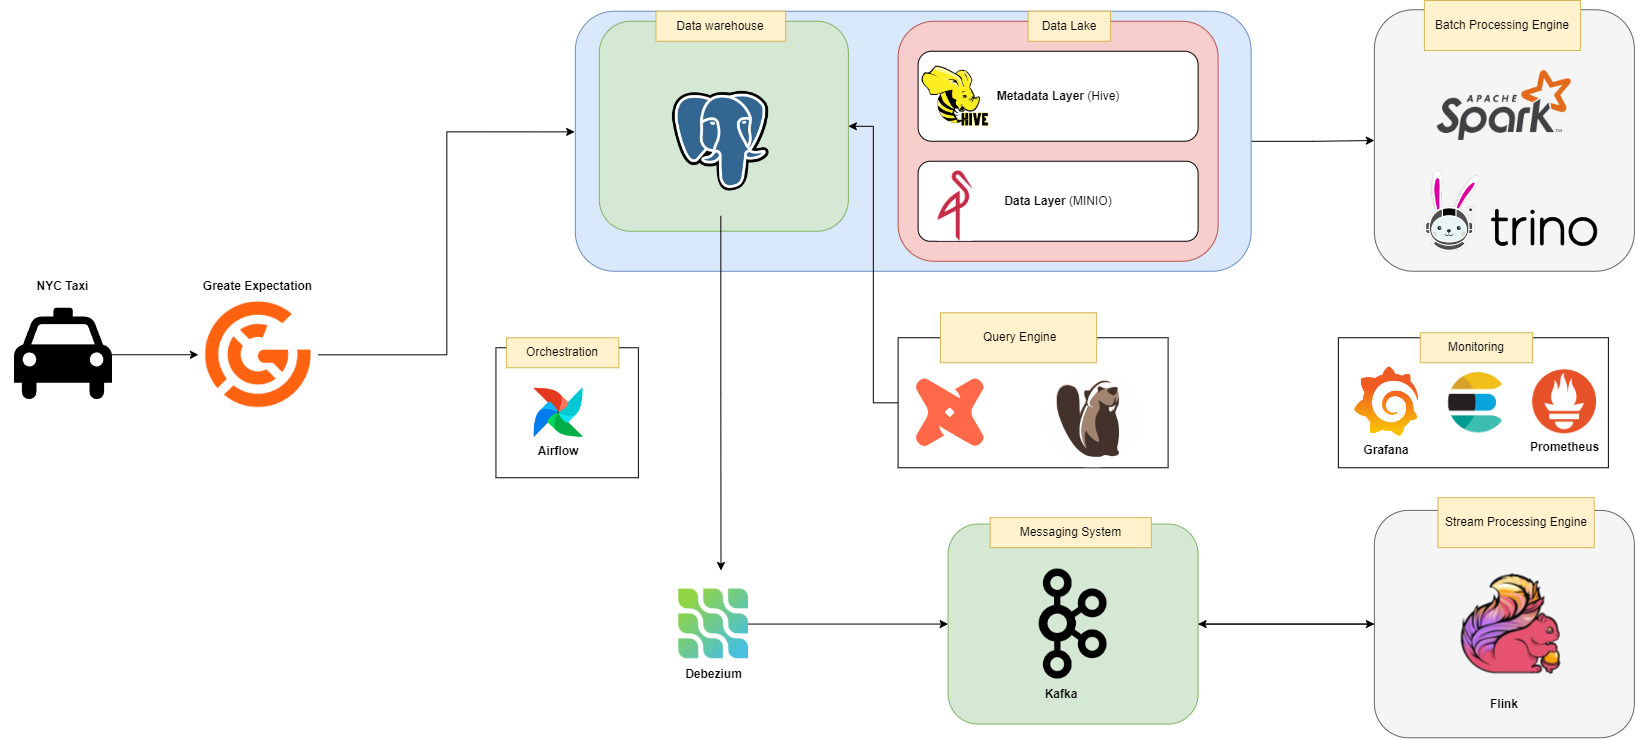 Data warehouse
Data Lake
Batch Processing Engine
HIVE
Metadata Layer (Hive)
APACHE
Spark
TM
Data Layer (MINIO)
trino
NYC Taxi
Greate Expectation
Orchestration
Airflow
Query Engine
Monitoring
Grafana
Prometheus
Messaging System
Kafka
Stream Processing Engine
Flink
Debezium